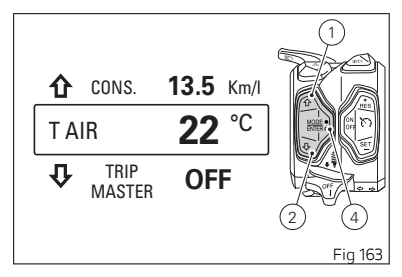 1
CONS. 13.5 Km/l
T AIR 22 °C
TRIP
MASTER OFF
RES
ON
OFF
SET
MODE
ENTER
OFF
2
4
Fig 163